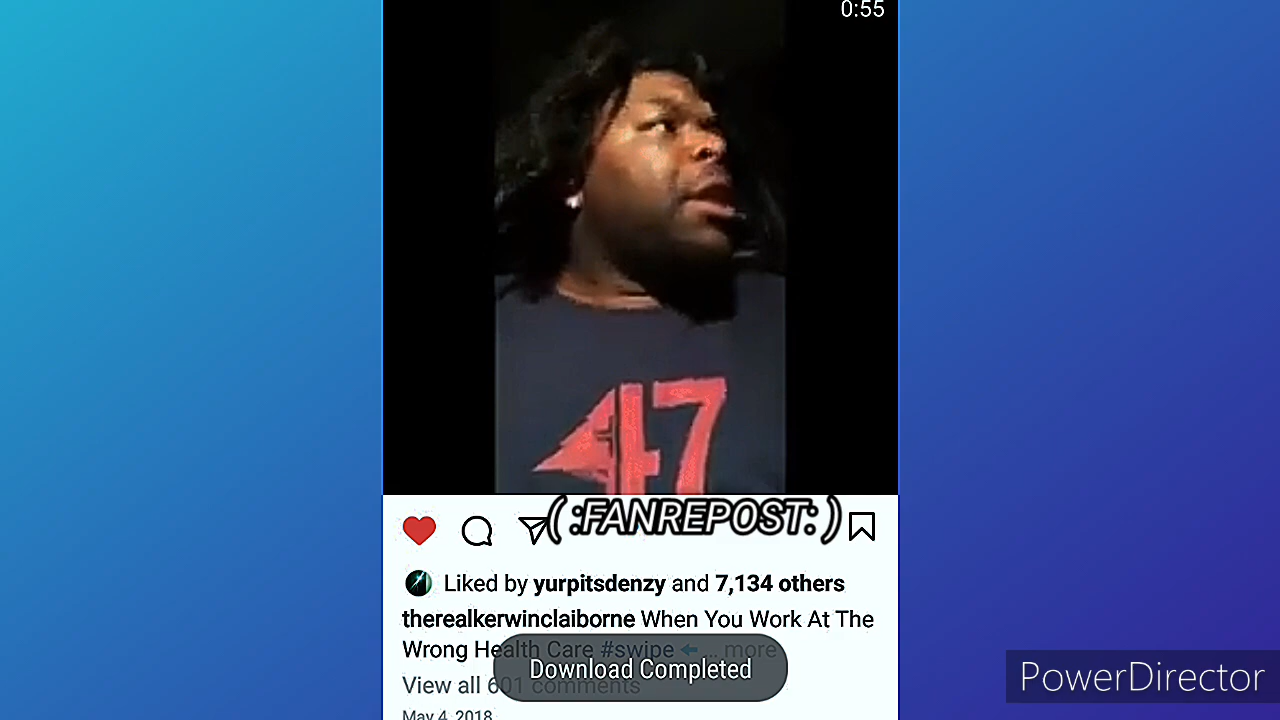 0:55
47
( :FANREPOST: )
Liked by yurpitsdenzy and 7,134 others
therealkerwinclaiborne When You Work At The
Wrong Health Care #swipe ... more
Download Completed
View all 601 comments
May 4, 2018
PowerDirector